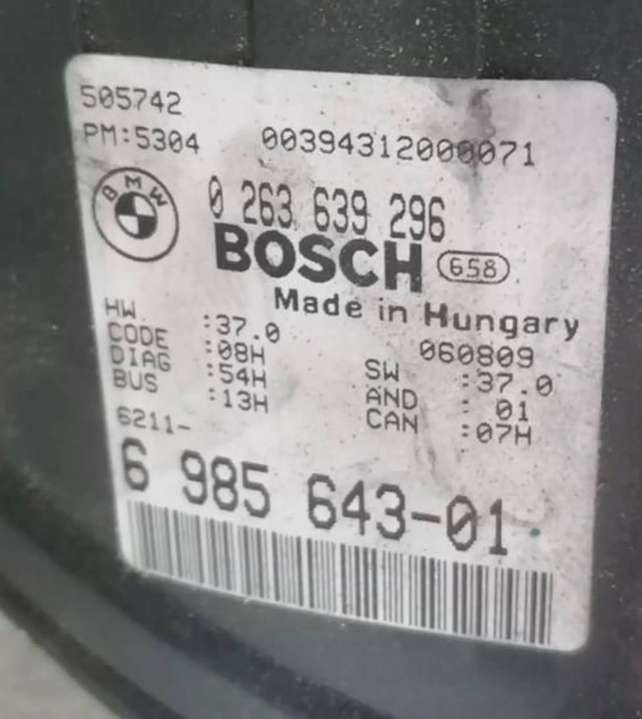 505742
PM:5304 00394312000071
BMW
0 263 639 296
BOSCH 658
Made in Hungary
060809
HW :37.0 SW :37.0
CODE :08H AND : 01
DIAG :54H CAN :07H
BUS :13H
6211-
6 985 643-01